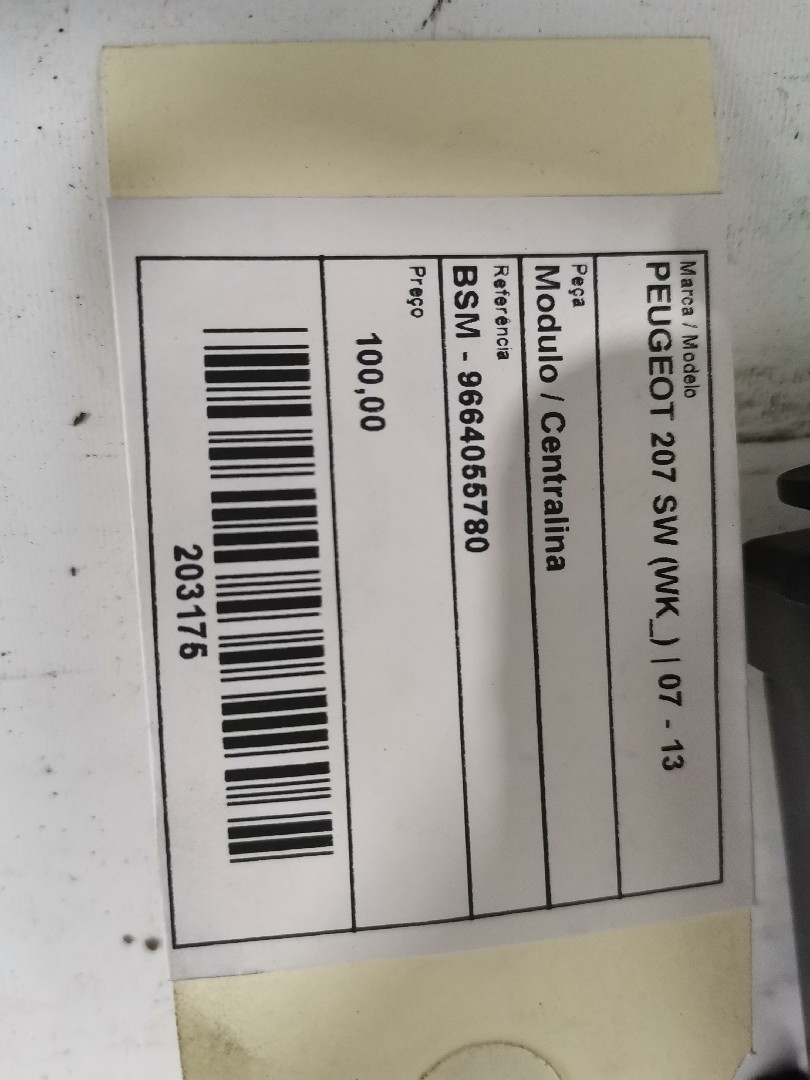 Marca / Modelo
PEUGEOT 207 SW (WK_) | 07 - 13
Peça
Modulo / Centralina
Referência
BSM - 9664055780
Preço
100,00
203175